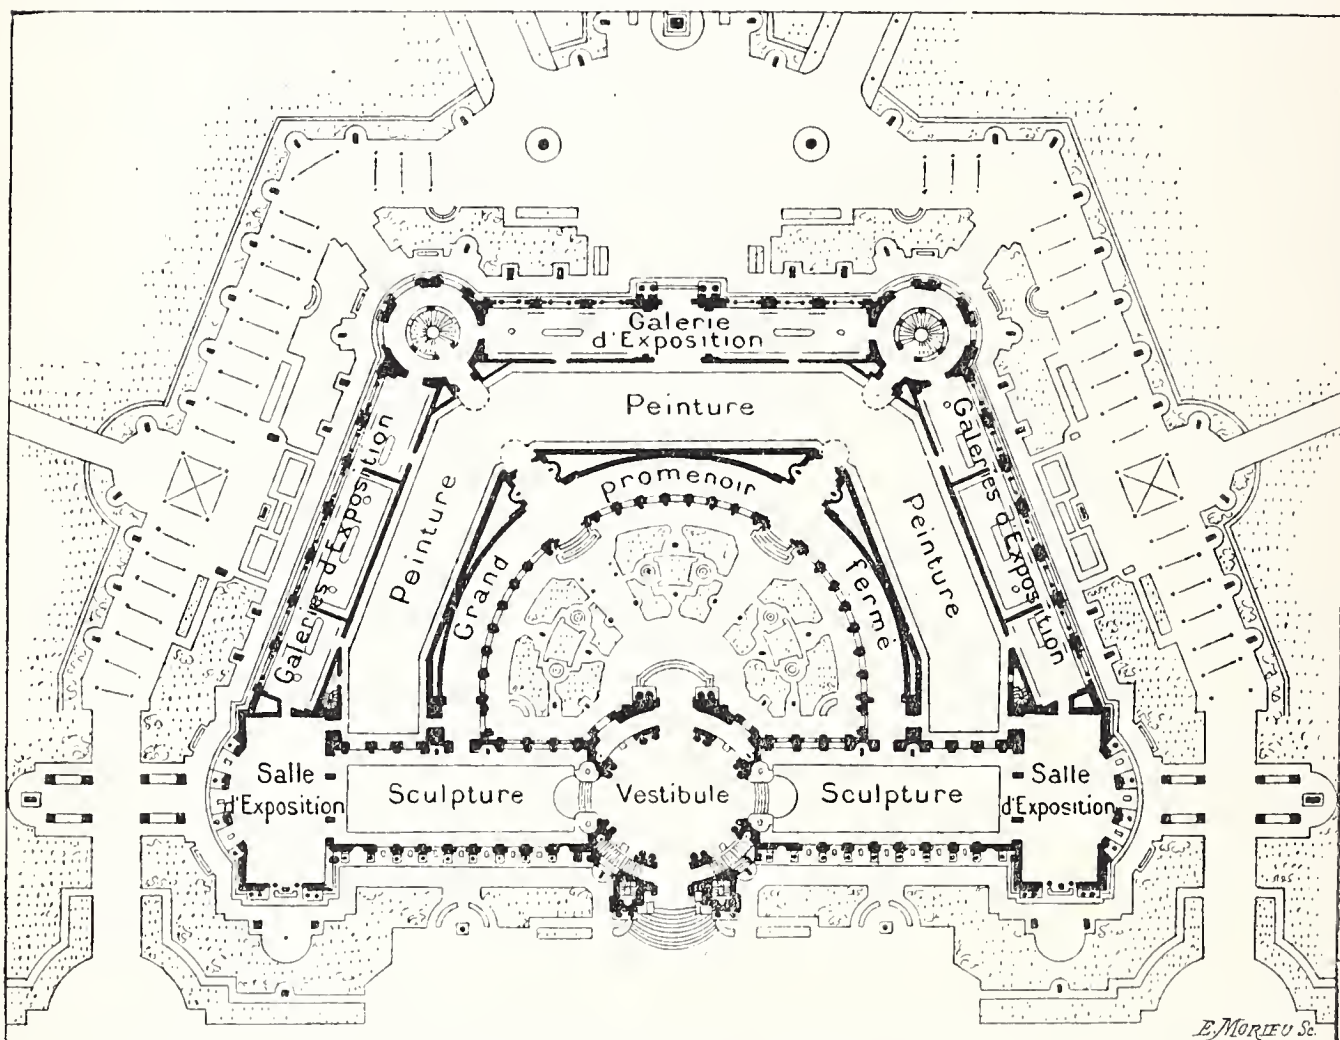 Galerie
d'Exposition
Peinture
Galeries d'Exposition
Peinture
Grand
Promenoir
fermé
Peinture
Galeries d'Exposition
Salle
d'Exposition
Sculpture
Vestibule
Sculpture
Salle
d'Exposition
E. MORIEU Sc.